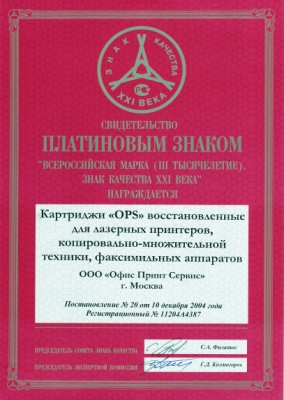 ЗНАК КАЧЕСТВА
XXI ВЕКА
СВИДЕТЕЛЬСТВО
ПЛАТИНОВЫМ ЗНАКОМ
"ВСЕРОССИЙСКАЯ МАРКА (III ТЫСЯЧЕЛЕТИЕ).
ЗНАК КАЧЕСТВА XXI ВЕКА"
НАГРАЖДАЕТСЯ
Картриджи «OPS» восстановленные
для лазерных принтеров,
копировально-множительной
техники, факсимильных аппаратов
ООО «Офис Принт Сервис»
г. Москва
Постановление № 20 от 10 декабря 2004 года
Регистрационный № 11204А4387
ПРЕДСЕДАТЕЛЬ СОВЕТА ЗНАКА КАЧЕСТВА
ПРЕДСЕДАТЕЛЬ ЭКСПЕРТНОЙ КОМИССИИ
Г.Д. Колмогоров